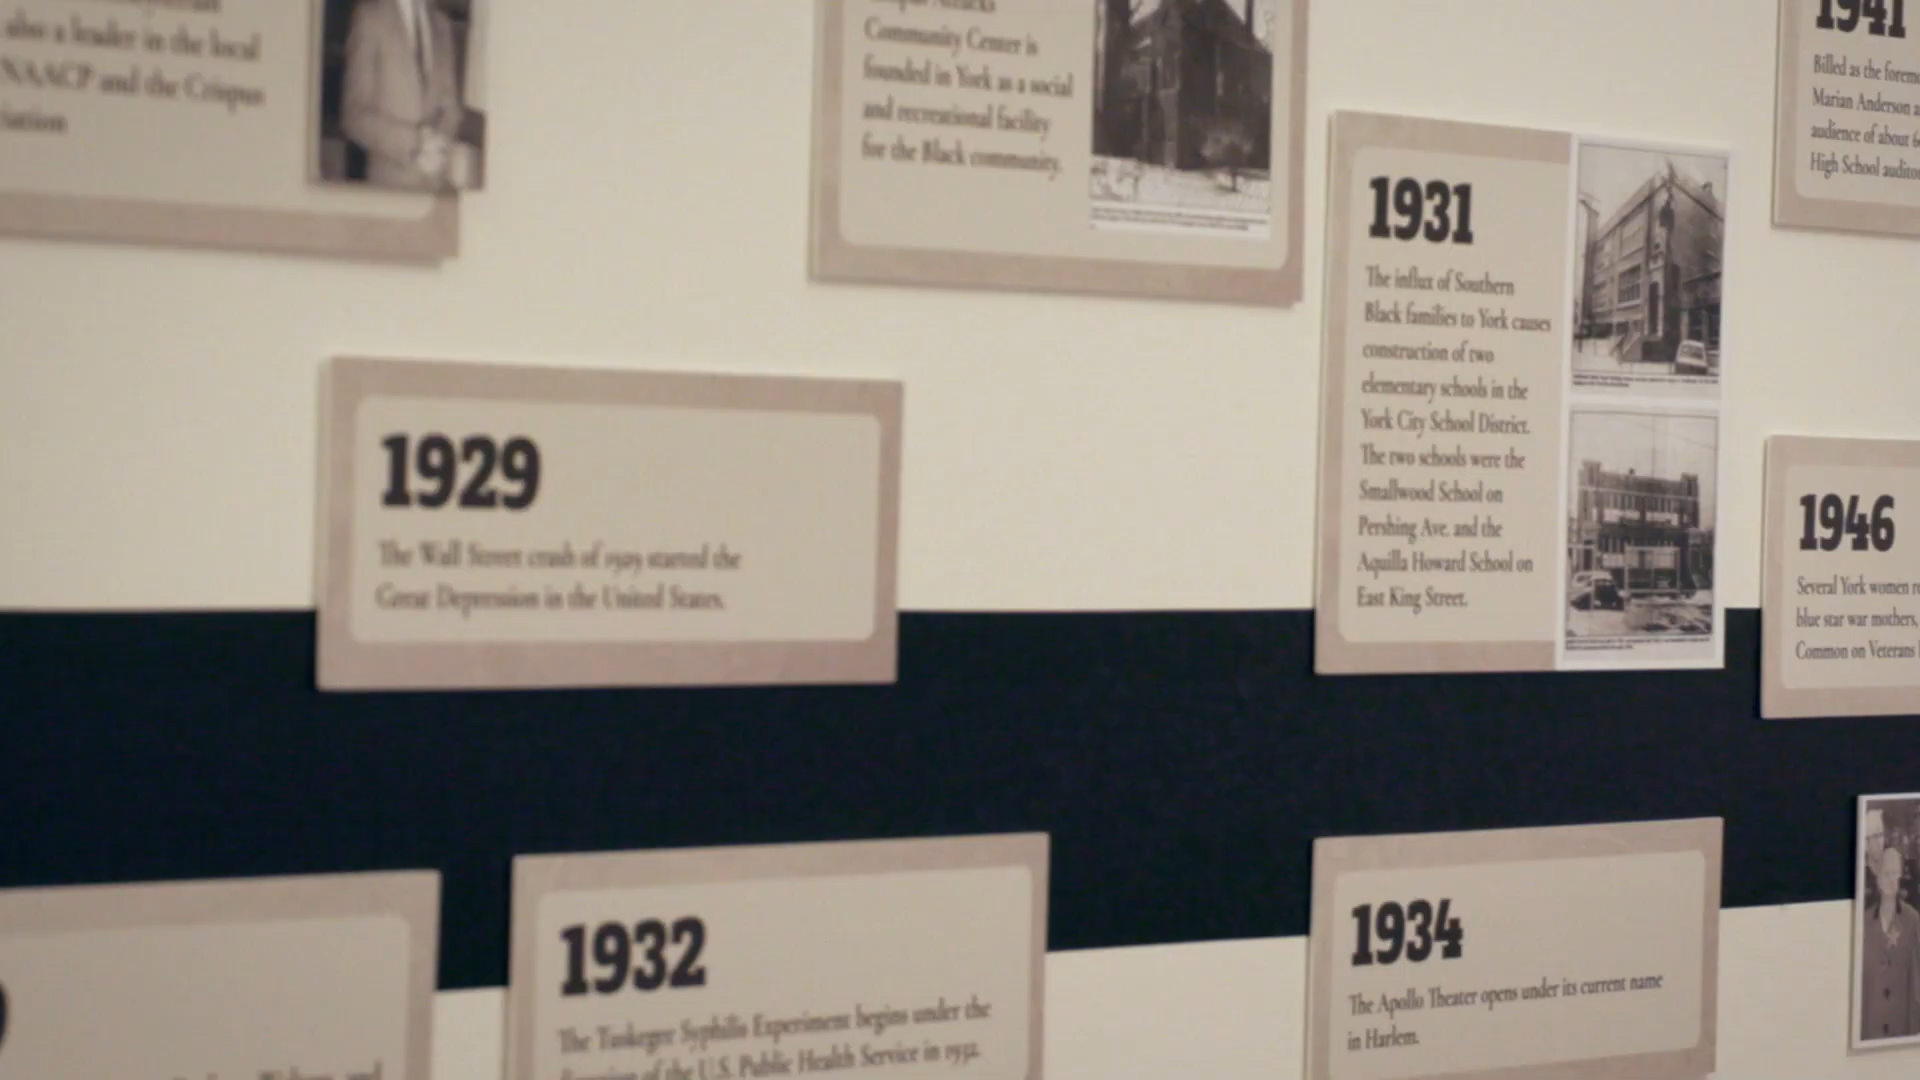 also a leader in the local
NAACP and the Crispus
Community Center is
founded in York as a social
and recreational facility
for the Black community.
1929
The Wall Street crash of 1929 started the
Great Depression in the United States.
1931
The influx of Southern
Black families to York causes
construction of two
elementary schools in the
York City School District.
The two schools were the
Smallwood School on
Pershing Ave. and the
Aquilla Howard School on
East King Street.
1941
Billed as the
Marian Anderson
audience of about
High School
1946
Several York women
blue star war mothers,
Common on Veterans
1932
The Tuskegee Syphilis Experiment begins under the
of the U.S. Public Health Service in 1932.
1934
The Apollo Theater opens under its current name
in Harlem.